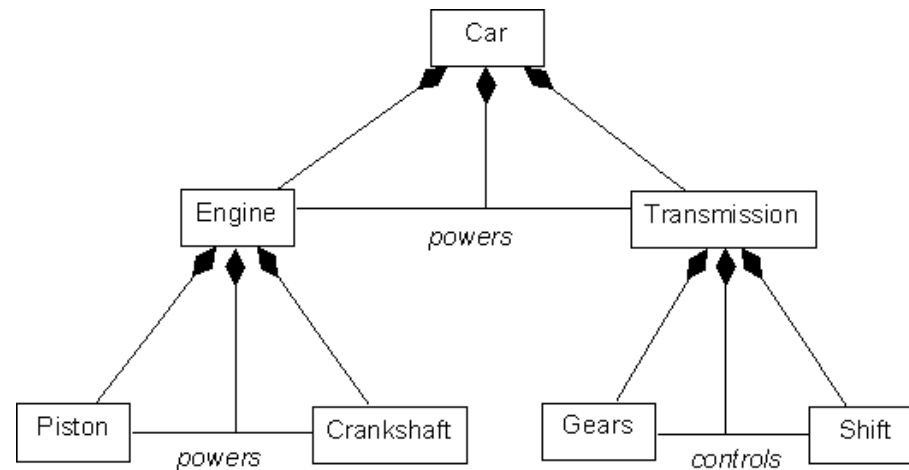 Car
Engine
Transmission
powers
Piston
Crankshaft
Gears
Shift
powers
controls